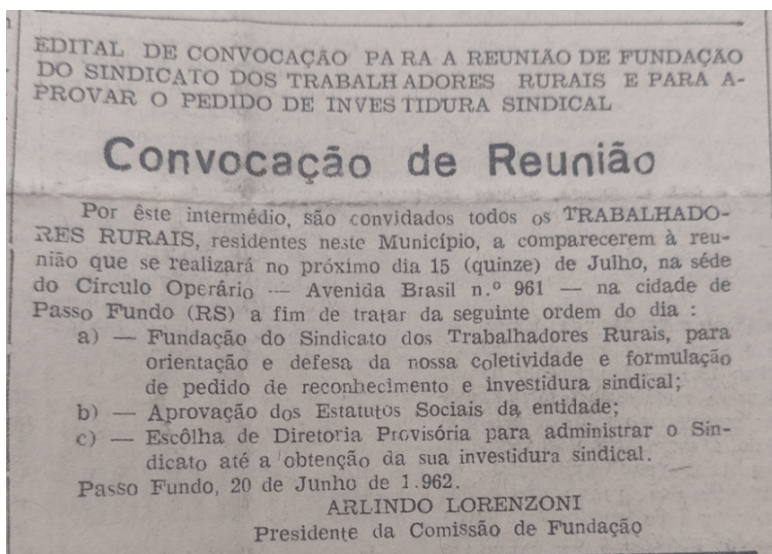 EDITAL DE CONVOCAÇÃO PARA A REUNIÃO DE FUNDAÇÃO
DO SINDICATO DOS TRABALHADORES RURAIS E PARA A-
PROVAR O PEDIDO DE INVESTIDURA SINDICAL
Convocação de Reunião
Por êste intermédio, são convidados todos os TRABALHADO-
RES RURAIS, residentes neste Município, a comparecerem à reu-
nião que se realizará no próximo dia 15 (quinze) de Julho, na séde
do Círculo Operário — Avenida Brasil n.º 961 — na cidade de
Passo Fundo (RS) a fim de tratar da seguinte ordem do dia :
a) — Fundação do Sindicato dos Trabalhadores Rurais, para
orientação e defesa da nossa coletividade e formulação
de pedido de reconhecimento e investidura sindical;
b) — Aprovação dos Estatutos Sociais da entidade;
c) — Escôlha de Diretoria Provisória para administrar o Sin-
dicato até a obtenção da sua investidura sindical.
Passo Fundo, 20 de Junho de 1.962.
ARLINDO LORENZONI
Presidente da Comissão de Fundação